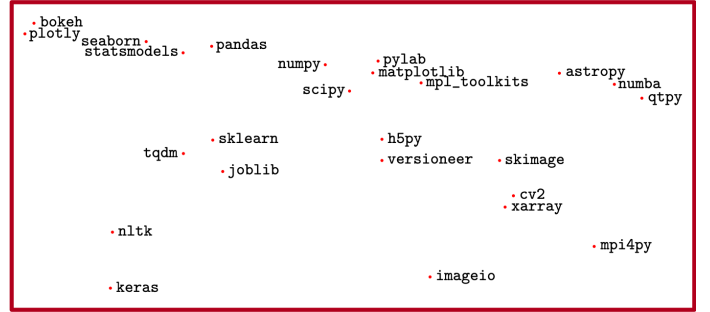 bokeh
plotly
seaborn
pandas
statsmodels
pylab
numpy
matplotlib
astropy
mpl_toolkits
numba
scipy
qtpy
sklearn
h5py
tqdm
versioneer
skimage
joblib
cv2
xarray
nltk
mpi4py
imageio
keras